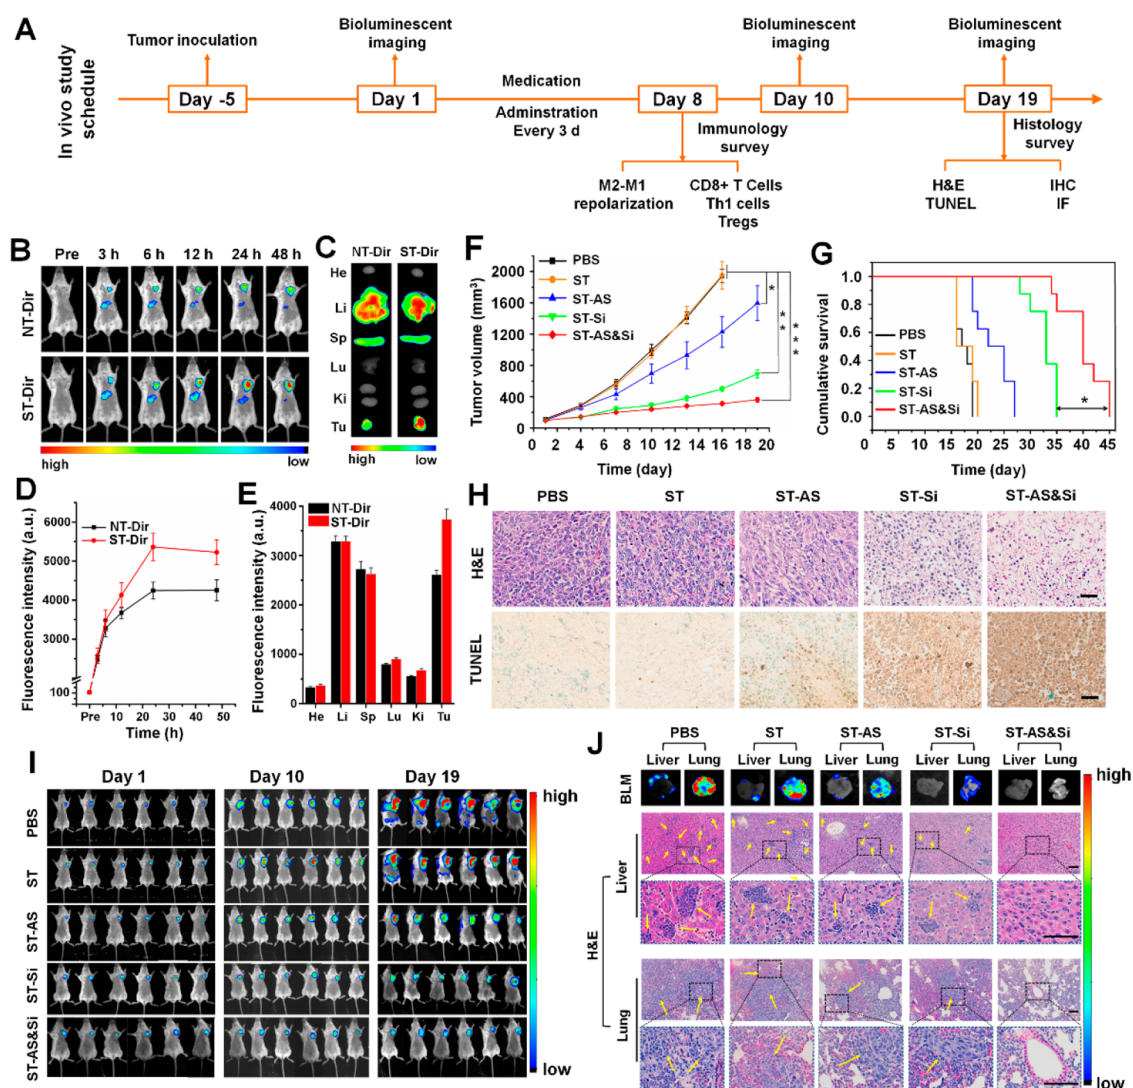 A
In vivo study
schedule
Tumor inoculation
Bioluminescent
imaging
Bioluminescent
imaging
Bioluminescent
imaging
Medication
Day -5
Day 1
Day 8
Day 10
Day 19
Adminstration
Every 3 d
Immunology
survey
Histology
survey
M2-M1
repolarization
CD8+ T Cells
Th1 cells
Tregs
H&E
TUNEL
IHC
IF
B
Pre
3 h
6 h
12 h
24 h
48 h
NT-Dir
ST-Dir
high
low
C
NT-Dir
ST-Dir
He
Li
Sp
Lu
Ki
Tu
high
low
D
NT-Dir
ST-Dir
Fluorescence intensity (a.u.)
6000
5000
4000
3000
100
Pre
10
20
30
40
50
Time (h)
E
NT-Dir
ST-Dir
Fluorescence intensity (a.u.)
4000
3000
2000
1000
0
He
Li
Sp
Lu
Ki
Tu
F
PBS
ST
ST-AS
ST-Si
ST-AS&Si
*
* *
* * *
Tumor volume (mm³)
2000
1600
1200
800
400
0
0 2 4 6 8 10 12 14 16 18 20
Time (day)
G
Cumulative survival
1.0
0.8
0.6
0.4
0.2
0.0
PBS
ST
ST-AS
ST-Si
ST-AS&Si
*
0 5 10 15 20 25 30 35 40 45
Time (day)
H
PBS
ST
ST-AS
ST-Si
ST-AS&Si
H&E
TUNEL
I
Day 1
Day 10
Day 19
PBS
ST
ST-AS
ST-Si
ST-AS&Si
high
low
J
PBS
ST
ST-AS
ST-Si
ST-AS&Si
Liver Lung
Liver Lung
Liver Lung
Liver Lung
Liver Lung
BLM
H&E
Liver
Lung
high
low